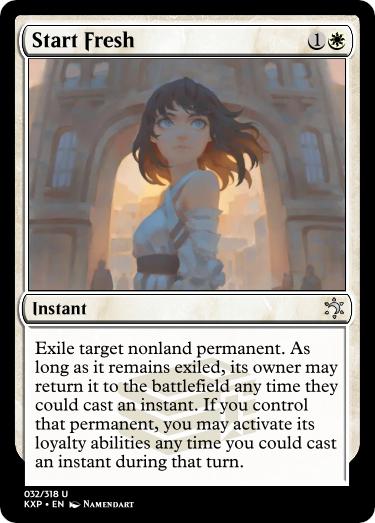 Start Fresh 1
Instant
Exile target nonland permanent. As
long as it remains exiled, its owner may
return it to the battlefield any time they
could cast an instant. If you control
that permanent, you may activate its
loyalty abilities any time you could cast
an instant during that turn.
032/318 U
KXP • EN Namendart